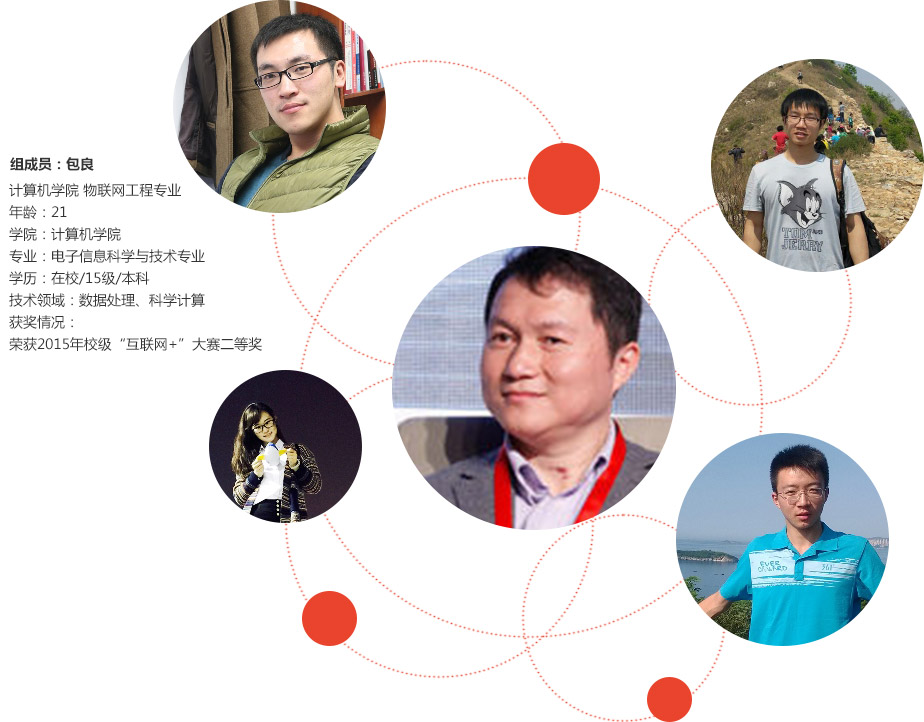 组成员：包良
计算机学院 物联网工程专业
年龄：21
学院：计算机学院
专业：电子信息科学与技术专业
学历：在校/15级/本科
技术领域：数据处理、科学计算
获奖情况：
荣获2015年校级“互联网+”大赛二等奖
TOM
JERRY
EVER